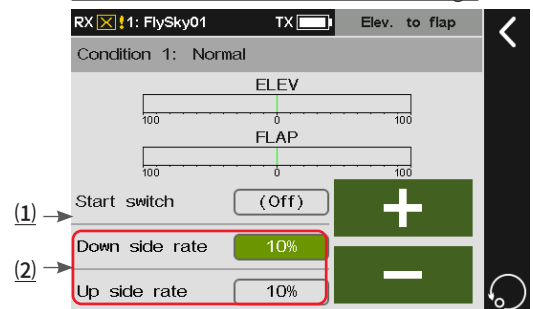 RX !1: FlySky01 TX Elev. to flap
Condition 1: Normal
ELEV
100 0 100
FLAP
100 0 100
(1) Start switch (Off) +
(2) Down side rate 10%
Up side rate 10% −